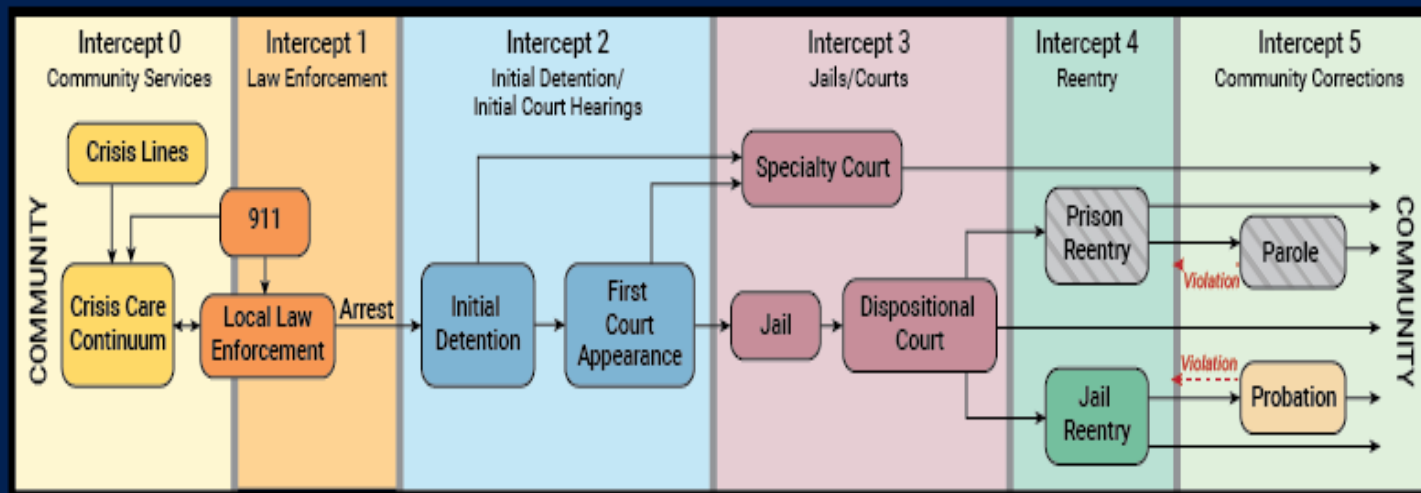 Intercept 0
Community Services
Intercept 1
Law Enforcement
Intercept 2
Initial Detention/
Initial Court Hearings
Intercept 3
Jails/Courts
Intercept 4
Reentry
Intercept 5
Community Corrections
COMMUNITY
Crisis Lines
911
Crisis Care
Continuum
Local Law
Enforcement
Arrest
Initial
Detention
First
Court
Appearance
Specialty Court
Jail
Dispositional
Court
Prison
Reentry
Parole
Violation
Violation
Jail
Reentry
Probation
COMMUNITY